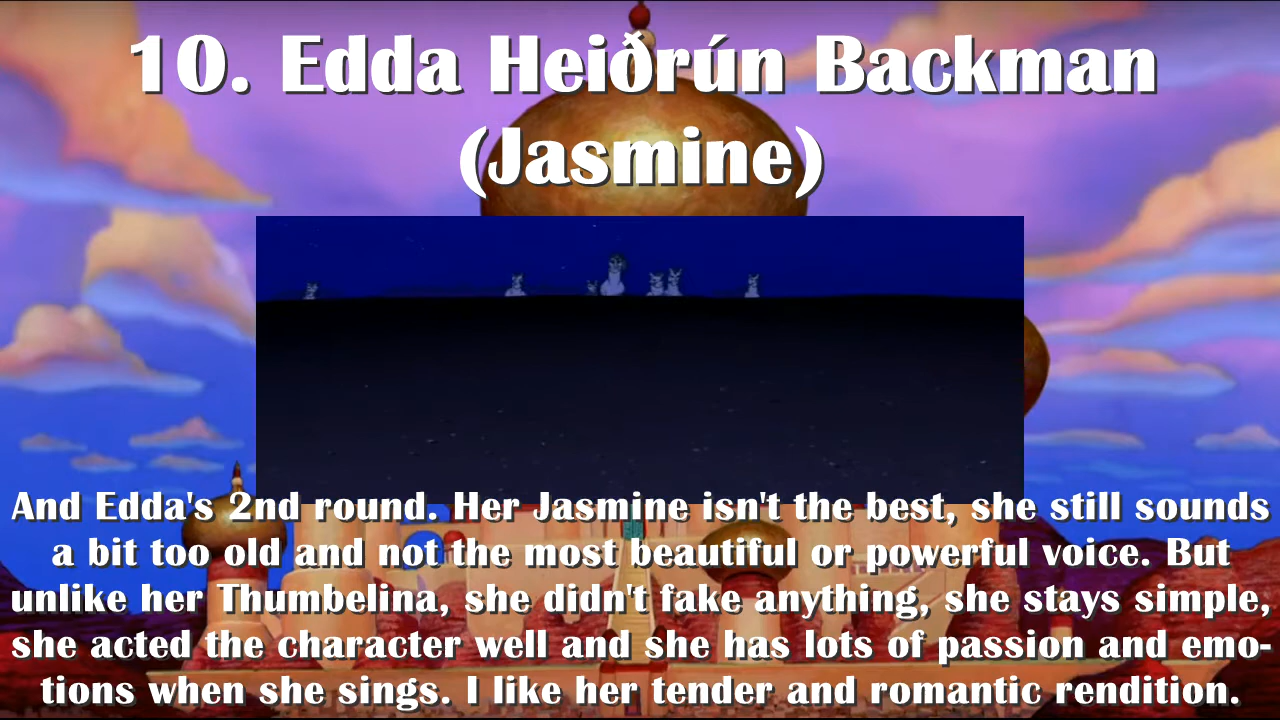 10. Edda Heiðrún Backman
(Jasmine)
And Edda's 2nd round. Her Jasmine isn't the best, she still sounds
a bit too old and not the most beautiful or powerful voice. But
unlike her Thumbelina, she didn't fake anything, she stays simple,
she acted the character well and she has lots of passion and emo-
tions when she sings. I like her tender and romantic rendition.